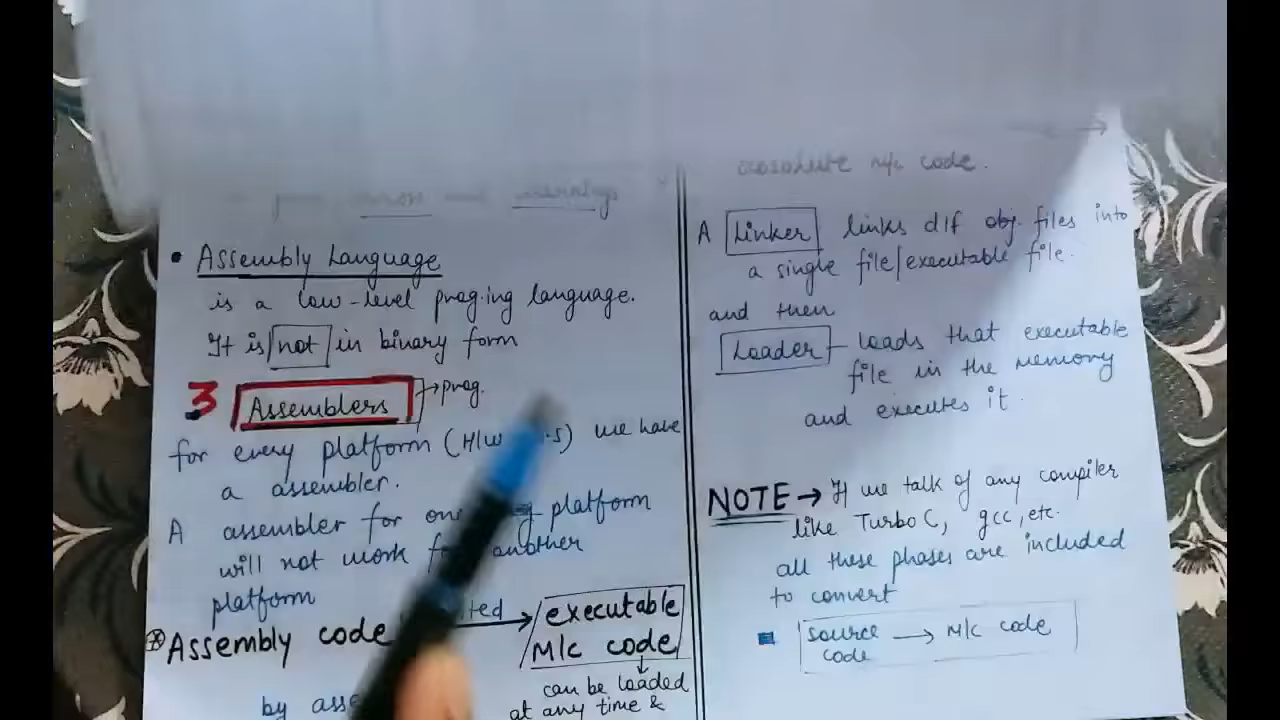 • Assembly Language
is a low-level prog.ing language.
It is not in binary form
3 Assemblers → prog.
for every platform (H/W
we have
a assembler.
A assembler for one platform
will not work for another
platform
⊛ Assembly code → executable
M/c code
can be loaded
at any time &
by
M/c code.
A Linker links dif obj. files into
a single file/executable file.
and then
Loader – loads that executable
file in the memory
and executes it.
NOTE → If we talk of any compiler
like Turbo C, gcc, etc.
all these phases are included
to convert
source → M/c code
code